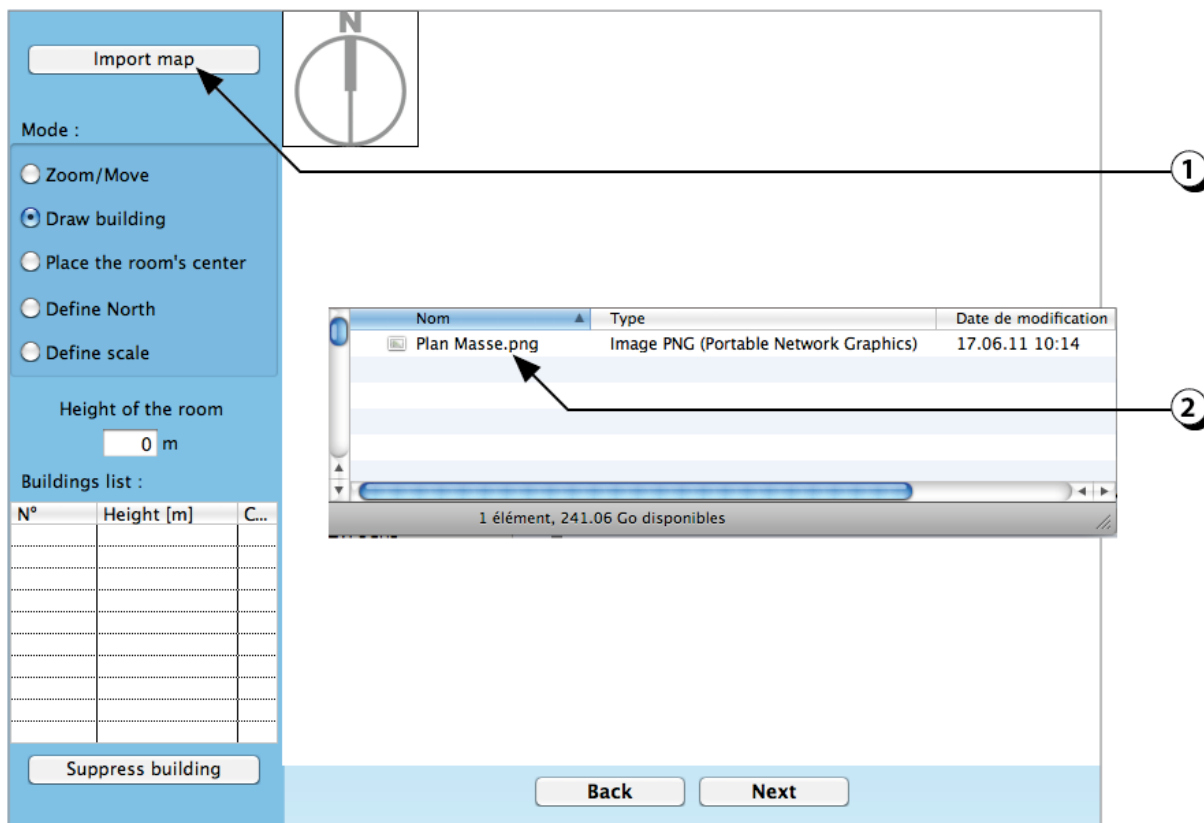 N
Import map
1
Mode :
Zoom/Move
Draw building
Place the room's center
Define North
Define scale
Nom Type Date de modification
Plan Masse.png Image PNG (Portable Network Graphics) 17.06.11 10:14
2
1 élément, 241.06 Go disponibles
Height of the room
0 m
Buildings list :
N° Height [m] C...
Suppress building
Back Next